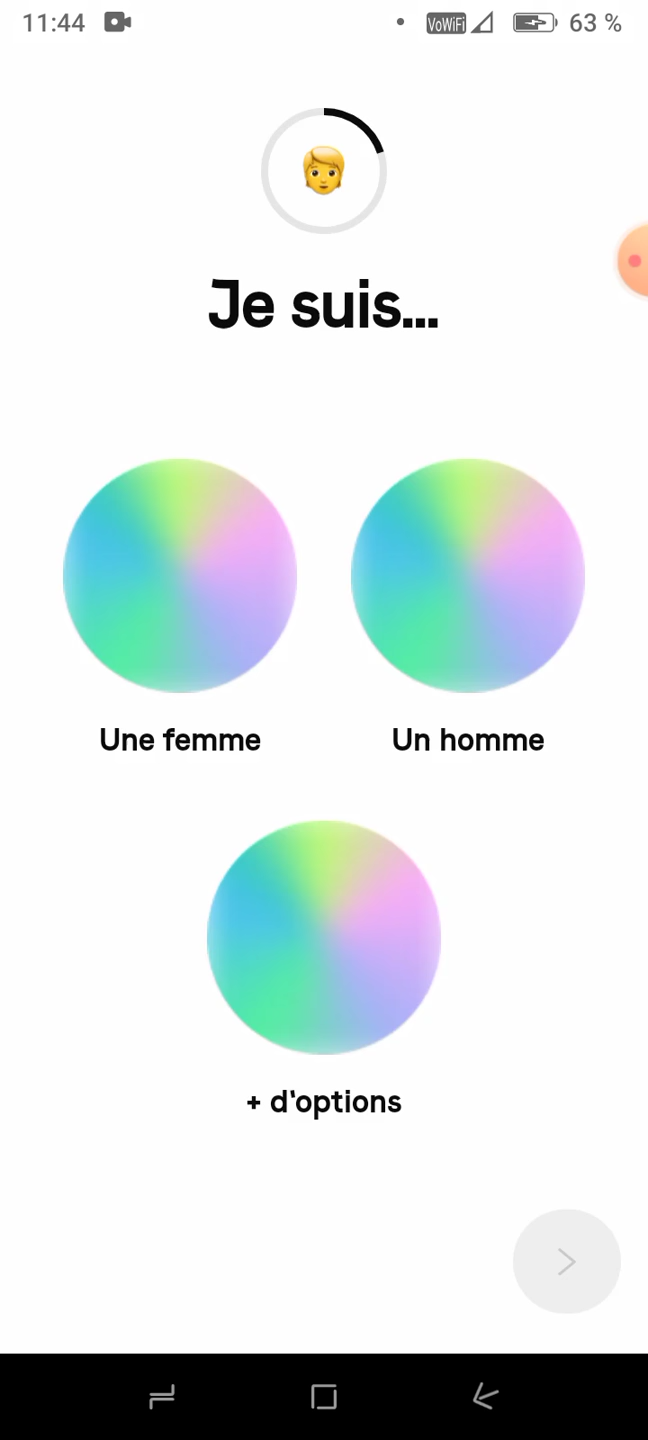 11:44 VoWiFi 63 %
Je suis...
Une femme
Un homme
+ d'options